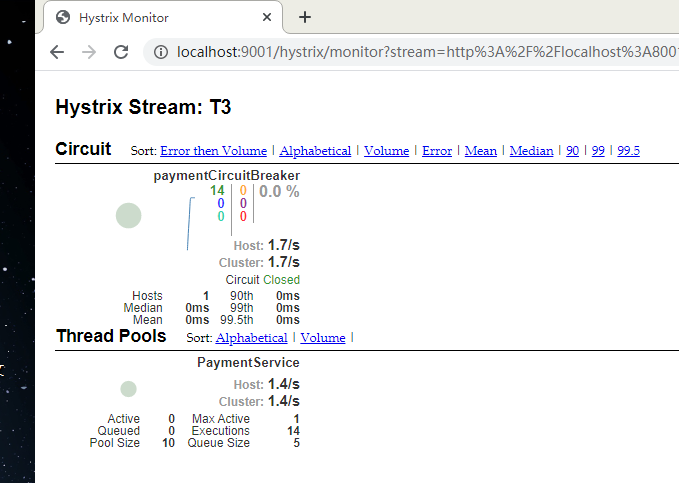 Hystrix Monitor
localhost:9001/hystrix/monitor?stream=http%3A%2F%2Flocalhost%3A800
Hystrix Stream: T3
Circuit Sort: Error then Volume | Alphabetical | Volume | Error | Mean | Median | 90 | 99 | 99.5
paymentCircuitBreaker
14 0 0.0 %
0 0
0 0
Host: 1.7/s
Cluster: 1.7/s
Circuit Closed
Hosts 1 90th 0ms
Median 0ms 99th 0ms
Mean 0ms 99.5th 0ms
Thread Pools Sort: Alphabetical | Volume |
PaymentService
Host: 1.4/s
Cluster: 1.4/s
Active 0 Max Active 1
Queued 0 Executions 14
Pool Size 10 Queue Size 5